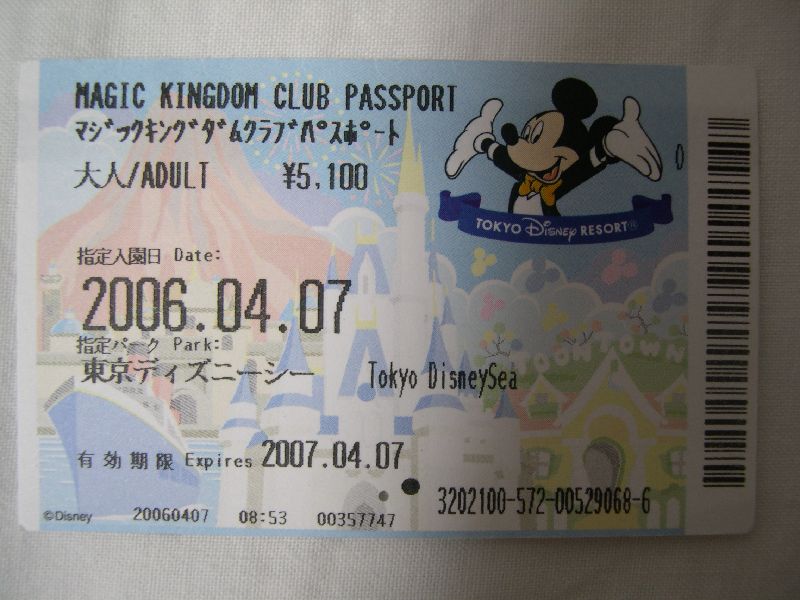 MAGIC KINGDOM CLUB PASSPORT
マジックキングダムクラブパスポート
大人/ADULT ¥5,100
TOKYO DISNEY RESORT®
指定入園日 Date:
2006.04.07
指定パーク Park:
東京ディズニーシー Tokyo DisneySea
TOONTOWN
有効期限 Expires 2007.04.07
3202100-572-00529068-6
©Disney 20060407 08:53 00357747